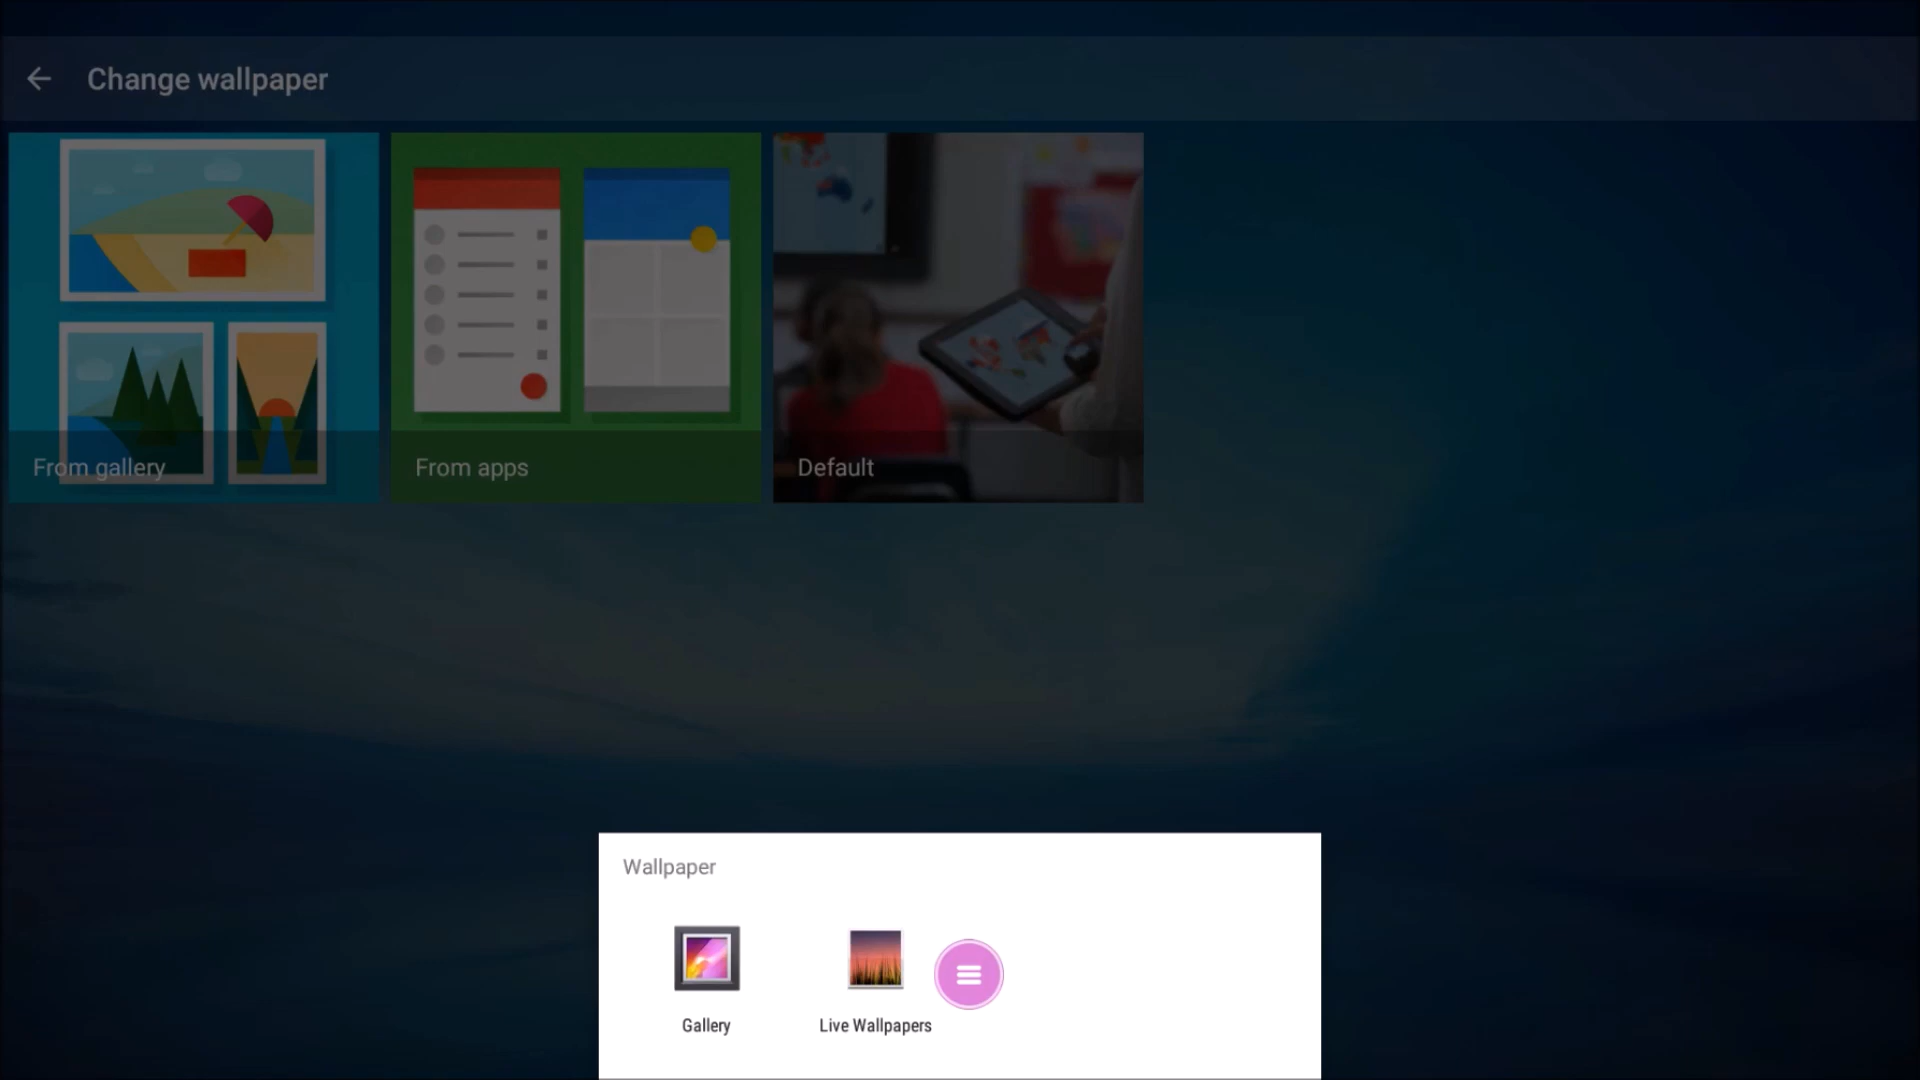 Change wallpaper
From gallery
From apps
Default
Wallpaper
Gallery
Live Wallpapers